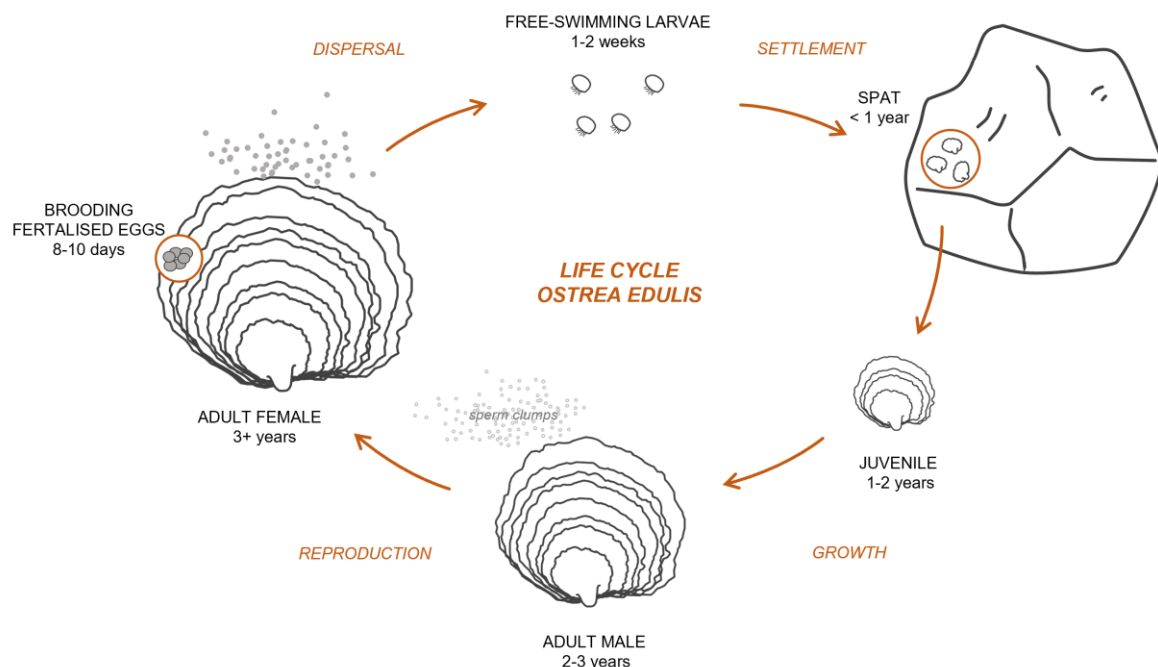 FREE-SWIMMING LARVAE
1-2 weeks
DISPERSAL
SETTLEMENT
SPAT
< 1 year
BROODING
FERTALISED EGGS
8-10 days
LIFE CYCLE
OSTREA EDULIS
ADULT FEMALE
3+ years
sperm clumps
JUVENILE
1-2 years
REPRODUCTION
GROWTH
ADULT MALE
2-3 years